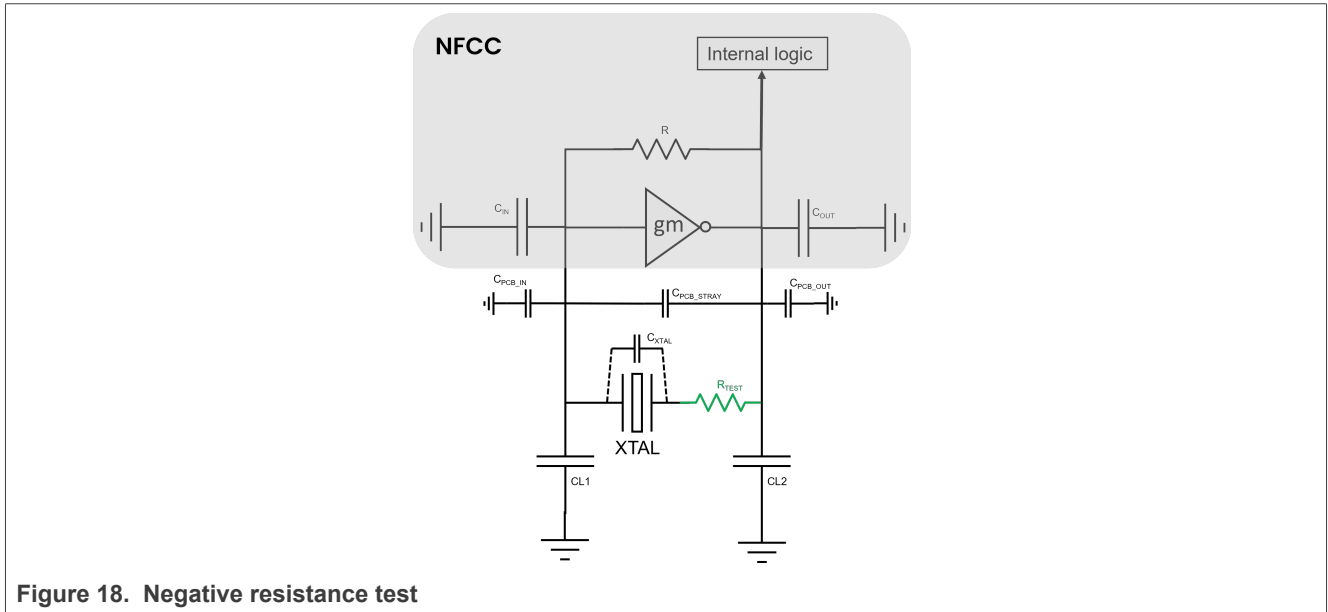 NFCC
Internal logic
R
CIN
gm
COUT
CPCB_IN
CPCB_STRAY
CPCB_OUT
CXTAL
RTEST
XTAL
CL1
CL2
Figure 18. Negative resistance test